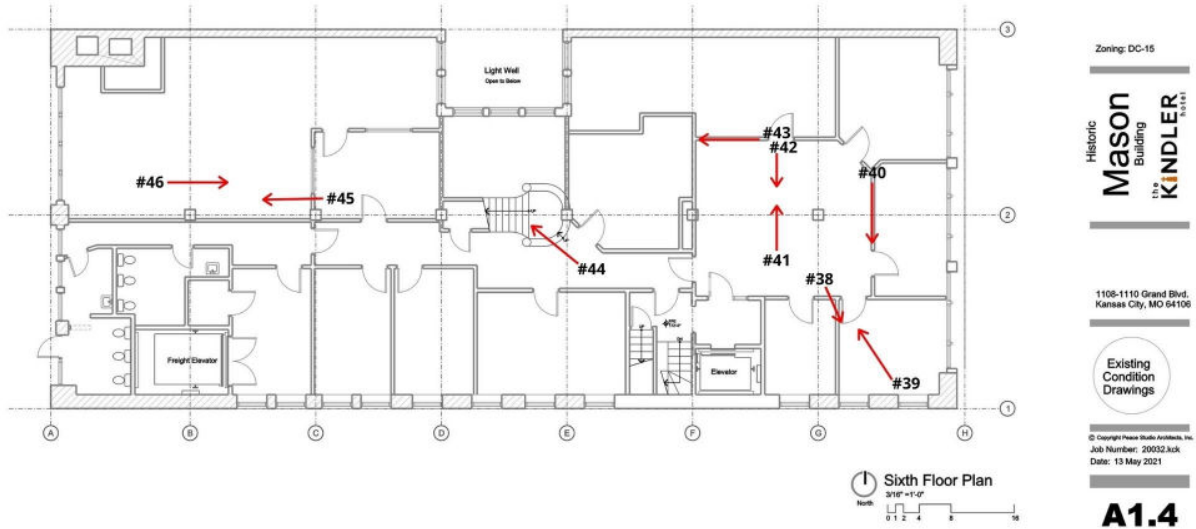 3
Light Well
Open to Below
#43
#42
#40
#46
#45
2
#44
#41
#38
#39
Freight Elevator
Elevator
1
A
B
C
D
E
F
G
H
North
Sixth Floor Plan
3/16" =1'-0"
0 1 2 4 8 16
Zoning: DC-15
Historic
Mason
Building
the KiNDLER
hotel
1108-1110 Grand Blvd.
Kansas City, MO 64106
Existing
Condition
Drawings
© Copyright Peace Studio Architects, Inc.
Job Number: 20032.kck
Date: 13 May 2021
A1.4